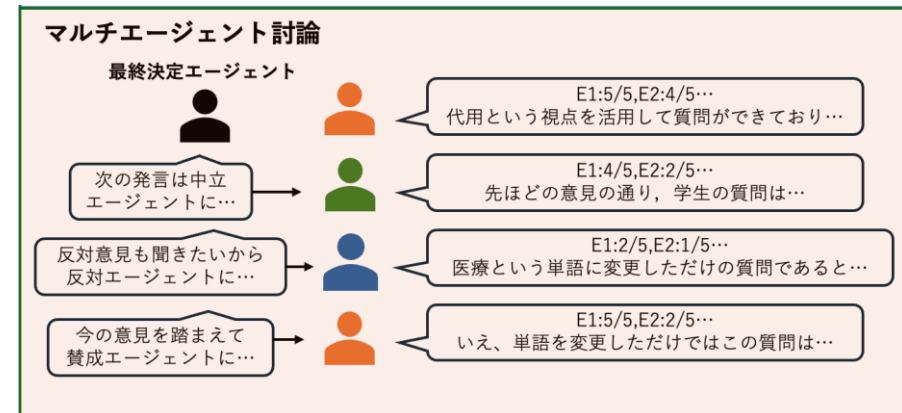 マルチエージェント討論
最終決定エージェント
E1:5/5,E2:4/5…
代用という視点を活用して質問ができており…
次の発言は中立
エージェントに…
E1:4/5,E2:2/5…
先ほどの意見の通り，学生の質問は…
反対意見も聞きたいから
反対エージェントに…
E1:2/5,E2:1/5…
医療という単語に変更しただけの質問であると…
今の意見を踏まえて
賛成エージェントに…
E1:5/5,E2:2/5…
いえ、単語を変更しただけではこの質問は…